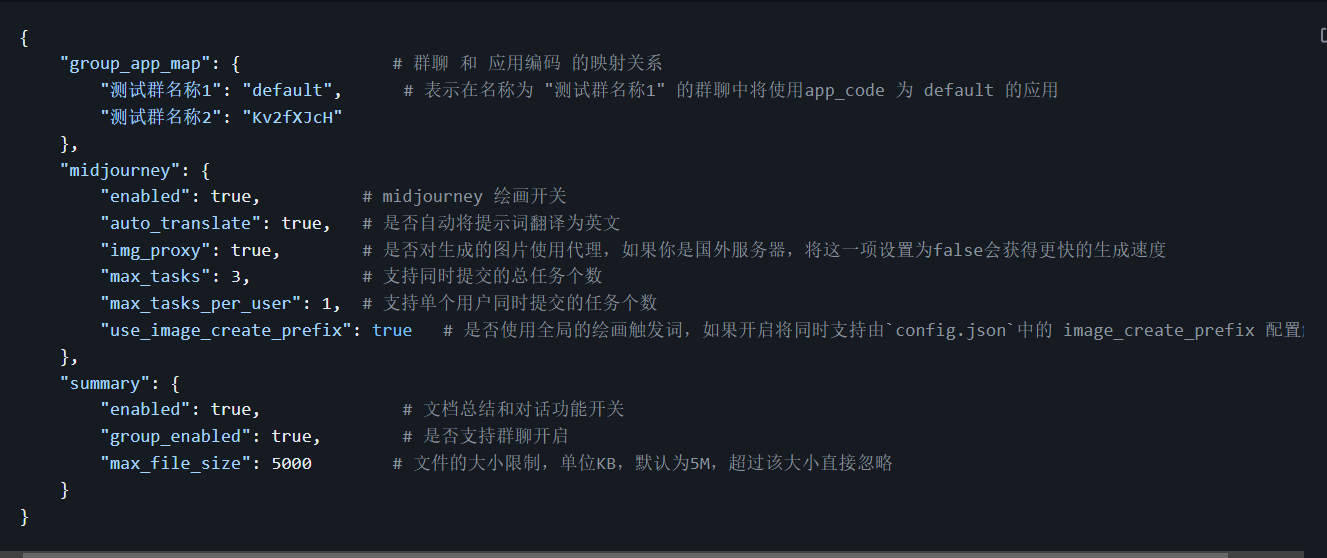 {
    "group_app_map": {               # 群聊 和 应用编码 的映射关系
        "测试群名称1": "default",      # 表示在名称为 "测试群名称1" 的群聊中将使用app_code 为 default 的应用
        "测试群名称2": "Kv2fXJcH"
    },
    "midjourney": {
        "enabled": true,          # midjourney 绘画开关
        "auto_translate": true,   # 是否自动将提示词翻译为英文
        "img_proxy": true,        # 是否对生成的图片使用代理，如果你是国外服务器，将这一项设置为false会获得更快的生成速度
        "max_tasks": 3,           # 支持同时提交的总任务个数
        "max_tasks_per_user": 1,  # 支持单个用户同时提交的任务个数
        "use_image_create_prefix": true   # 是否使用全局的绘画触发词，如果开启将同时支持由`config.json`中的 image_create_prefix 配置
    },
    "summary": {
        "enabled": true,              # 文档总结和对话功能开关
        "group_enabled": true,        # 是否支持群聊开启
        "max_file_size": 5000        # 文件的大小限制，单位KB，默认为5M，超过该大小直接忽略
    }
}